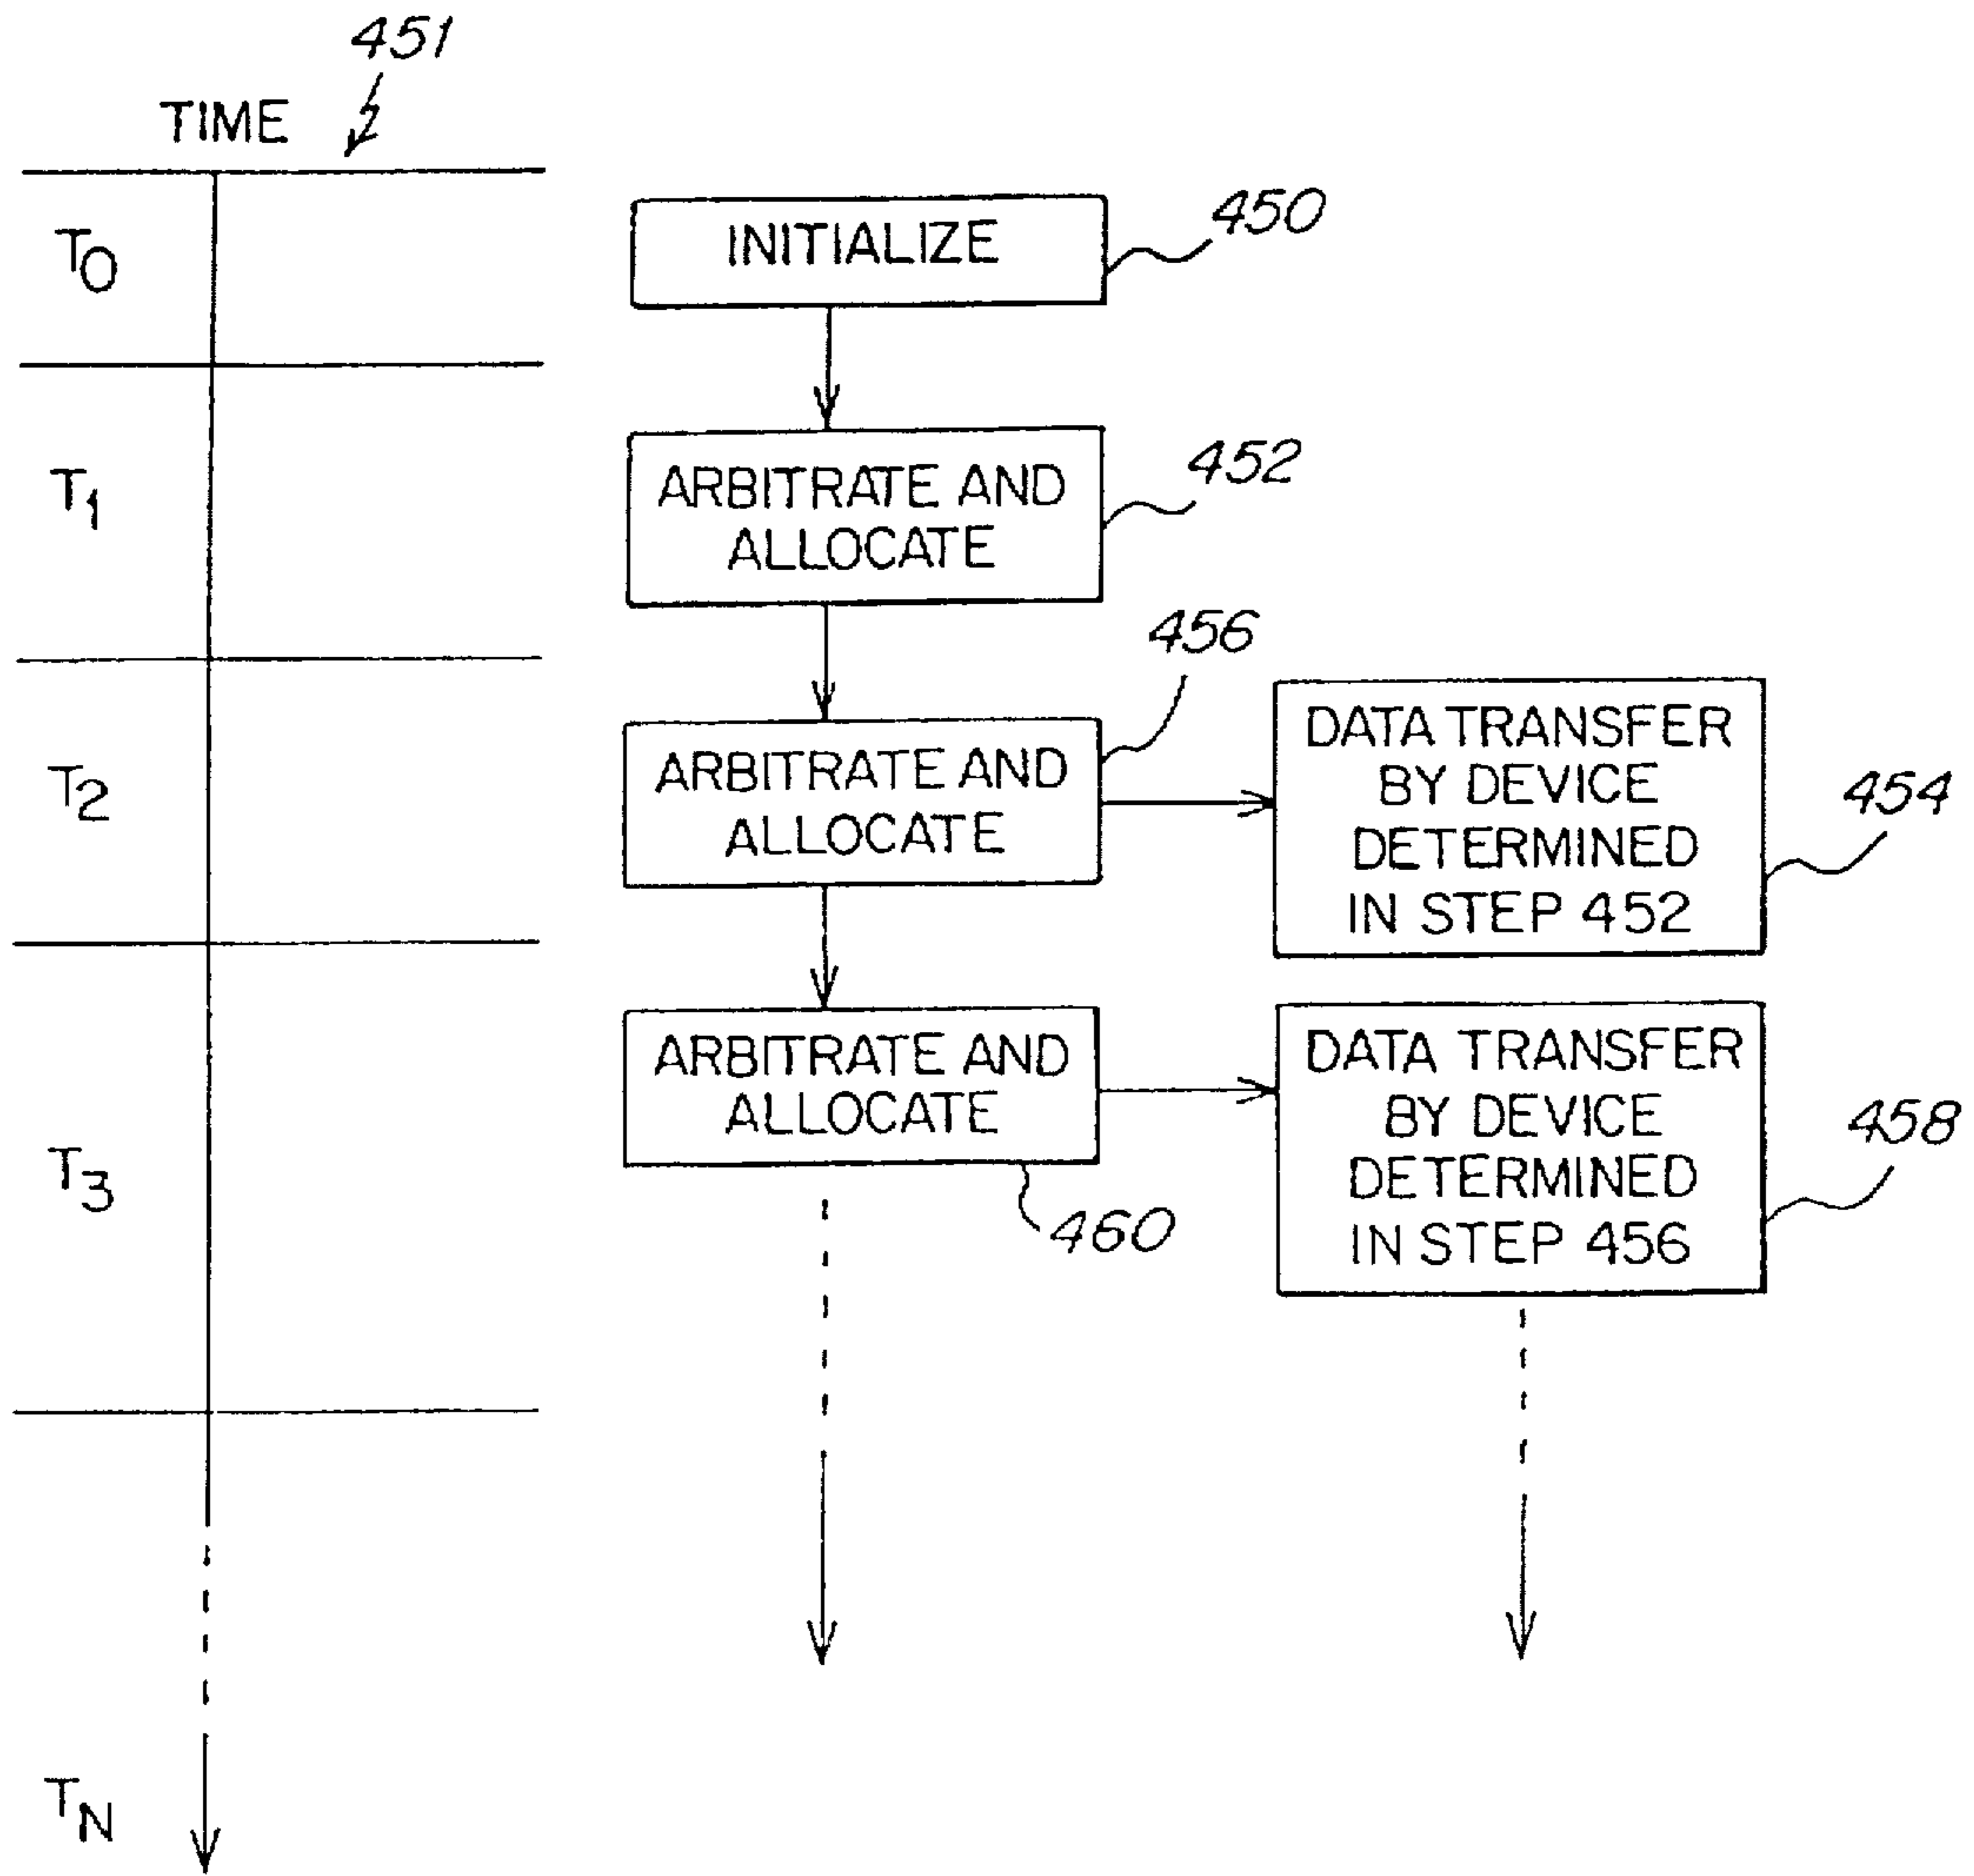 451
TIME
T0
INITIALIZE
450
T1
ARBITRATE AND
ALLOCATE
452
T2
ARBITRATE AND
ALLOCATE
456
DATA TRANSFER
BY DEVICE
DETERMINED
IN STEP 452
454
T3
ARBITRATE AND
ALLOCATE
460
DATA TRANSFER
BY DEVICE
DETERMINED
IN STEP 456
458
TN